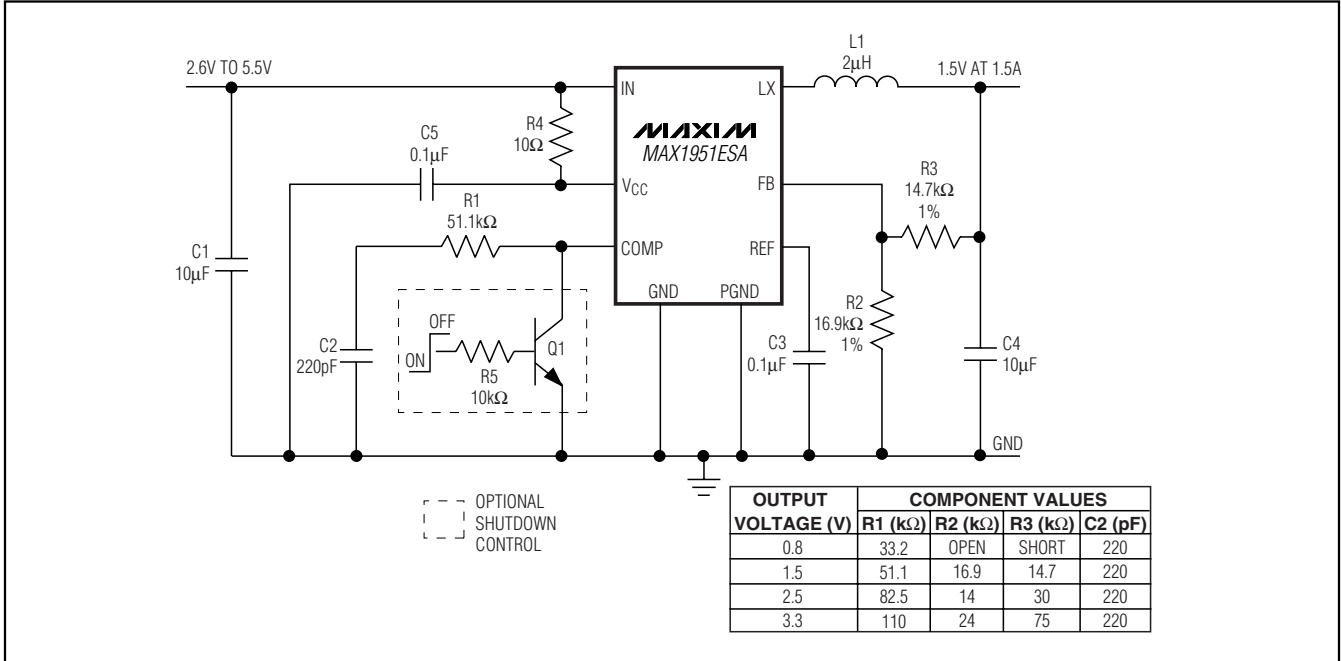 2.6V TO 5.5V
L1
2µH
1.5V AT 1.5A
IN
LX
R4
10Ω
MAXIM
MAX1951ESA
C5
0.1µF
VCC
FB
R3
14.7kΩ
1%
R1
51.1kΩ
COMP
REF
C1
10µF
GND
PGND
R2
16.9kΩ
1%
OFF
ON
Q1
R5
10kΩ
C2
220pF
C3
0.1µF
C4
10µF
GND
OPTIONAL
SHUTDOWN
CONTROL
OUTPUT COMPONENT VALUES
VOLTAGE (V) R1 (kΩ) R2 (kΩ) R3 (kΩ) C2 (pF)
0.8 33.2 OPEN SHORT 220
1.5 51.1 16.9 14.7 220
2.5 82.5 14 30 220
3.3 110 24 75 220